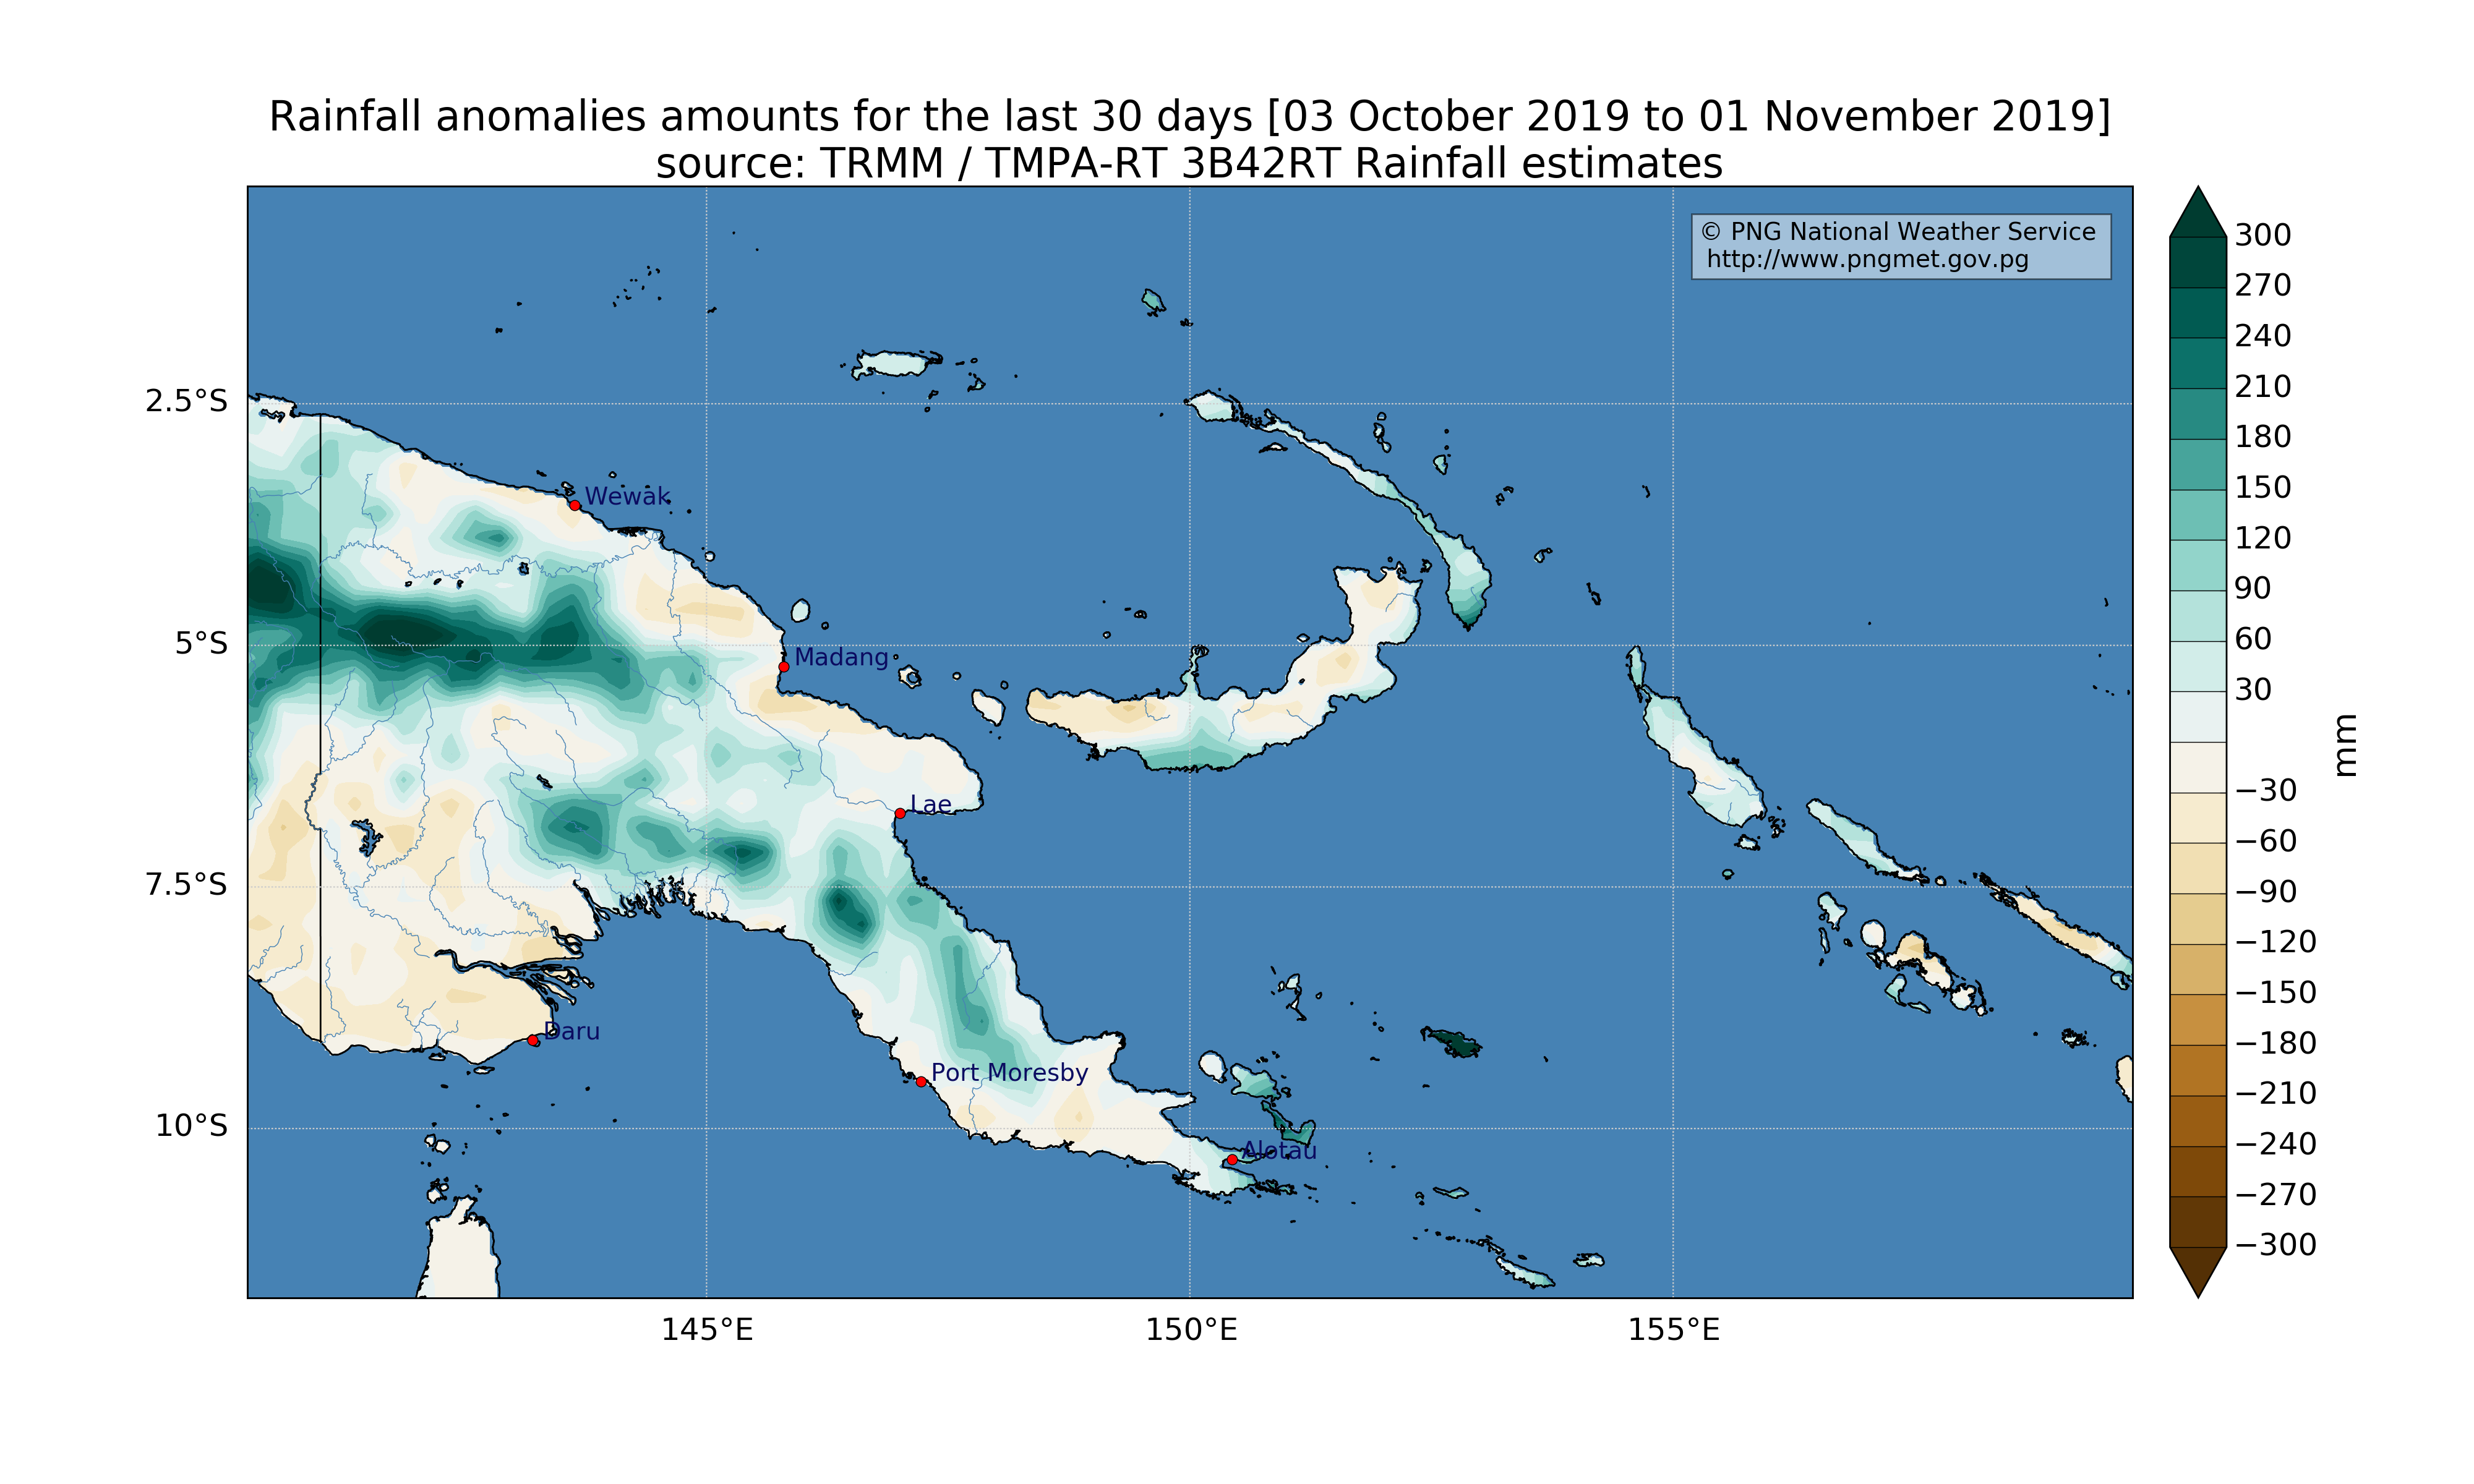 Rainfall anomalies amounts for the last 30 days [03 October 2019 to 01 November 2019]
source: TRMM / TMPA-RT 3B42RT Rainfall estimates
© PNG National Weather Service
http://www.pngmet.gov.pg
2.5°S
5°S
7.5°S
10°S
145°E
150°E
155°E
Wewak
Madang
Lae
Daru
Port Moresby
Alotau
300
270
240
210
180
150
120
90
60
30
−30
−60
−90
−120
−150
−180
−210
−240
−270
−300
mm